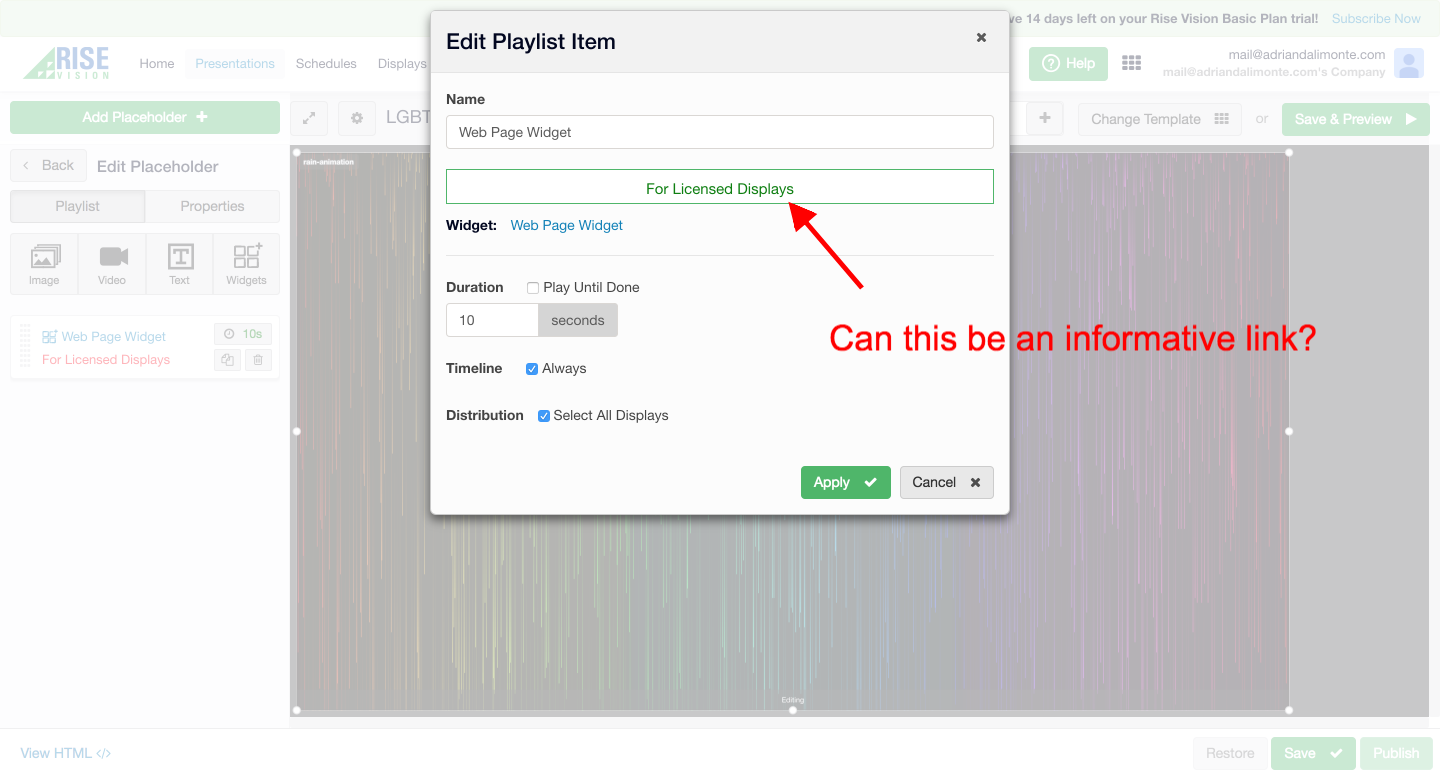 ve 14 days left on your Rise Vision Basic Plan trial! Subscribe Now
RISE
VISION
Home Presentations Schedules Displays
Help
mail@adriandalimonte.com
mail@adriandalimonte.com's Company
Add Placeholder
LGBT
Change Template or Save & Preview
Back Edit Placeholder
Playlist Properties
Image Video Text Widgets
Web Page Widget 10s
For Licensed Displays
rain-animation
Edit Playlist Item
Name
Web Page Widget
For Licensed Displays
Widget: Web Page Widget
Duration Play Until Done
10 seconds
Timeline Always
Distribution Select All Displays
Apply Cancel
Can this be an informative link?
Editing
View HTML </>
Restore Save Publish